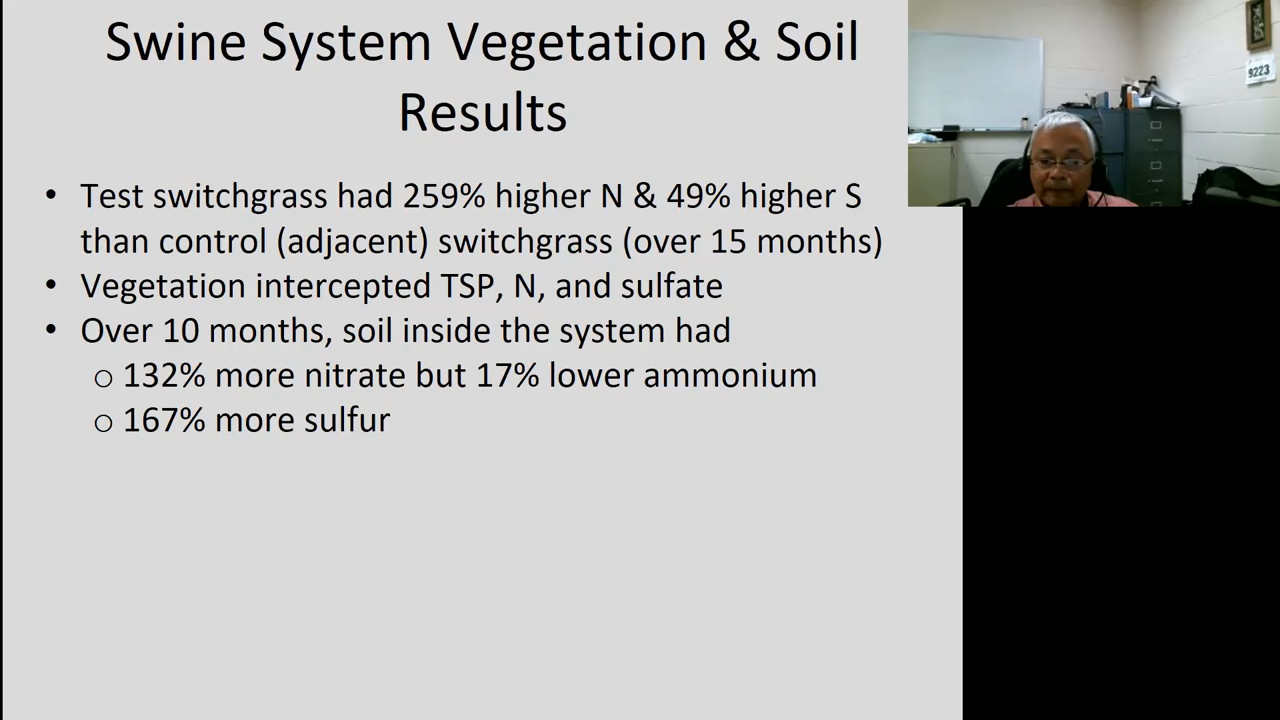 Swine System Vegetation & Soil
Results
• Test switchgrass had 259% higher N & 49% higher S
than control (adjacent) switchgrass (over 15 months)
• Vegetation intercepted TSP, N, and sulfate
• Over 10 months, soil inside the system had
o 132% more nitrate but 17% lower ammonium
o 167% more sulfur
9223